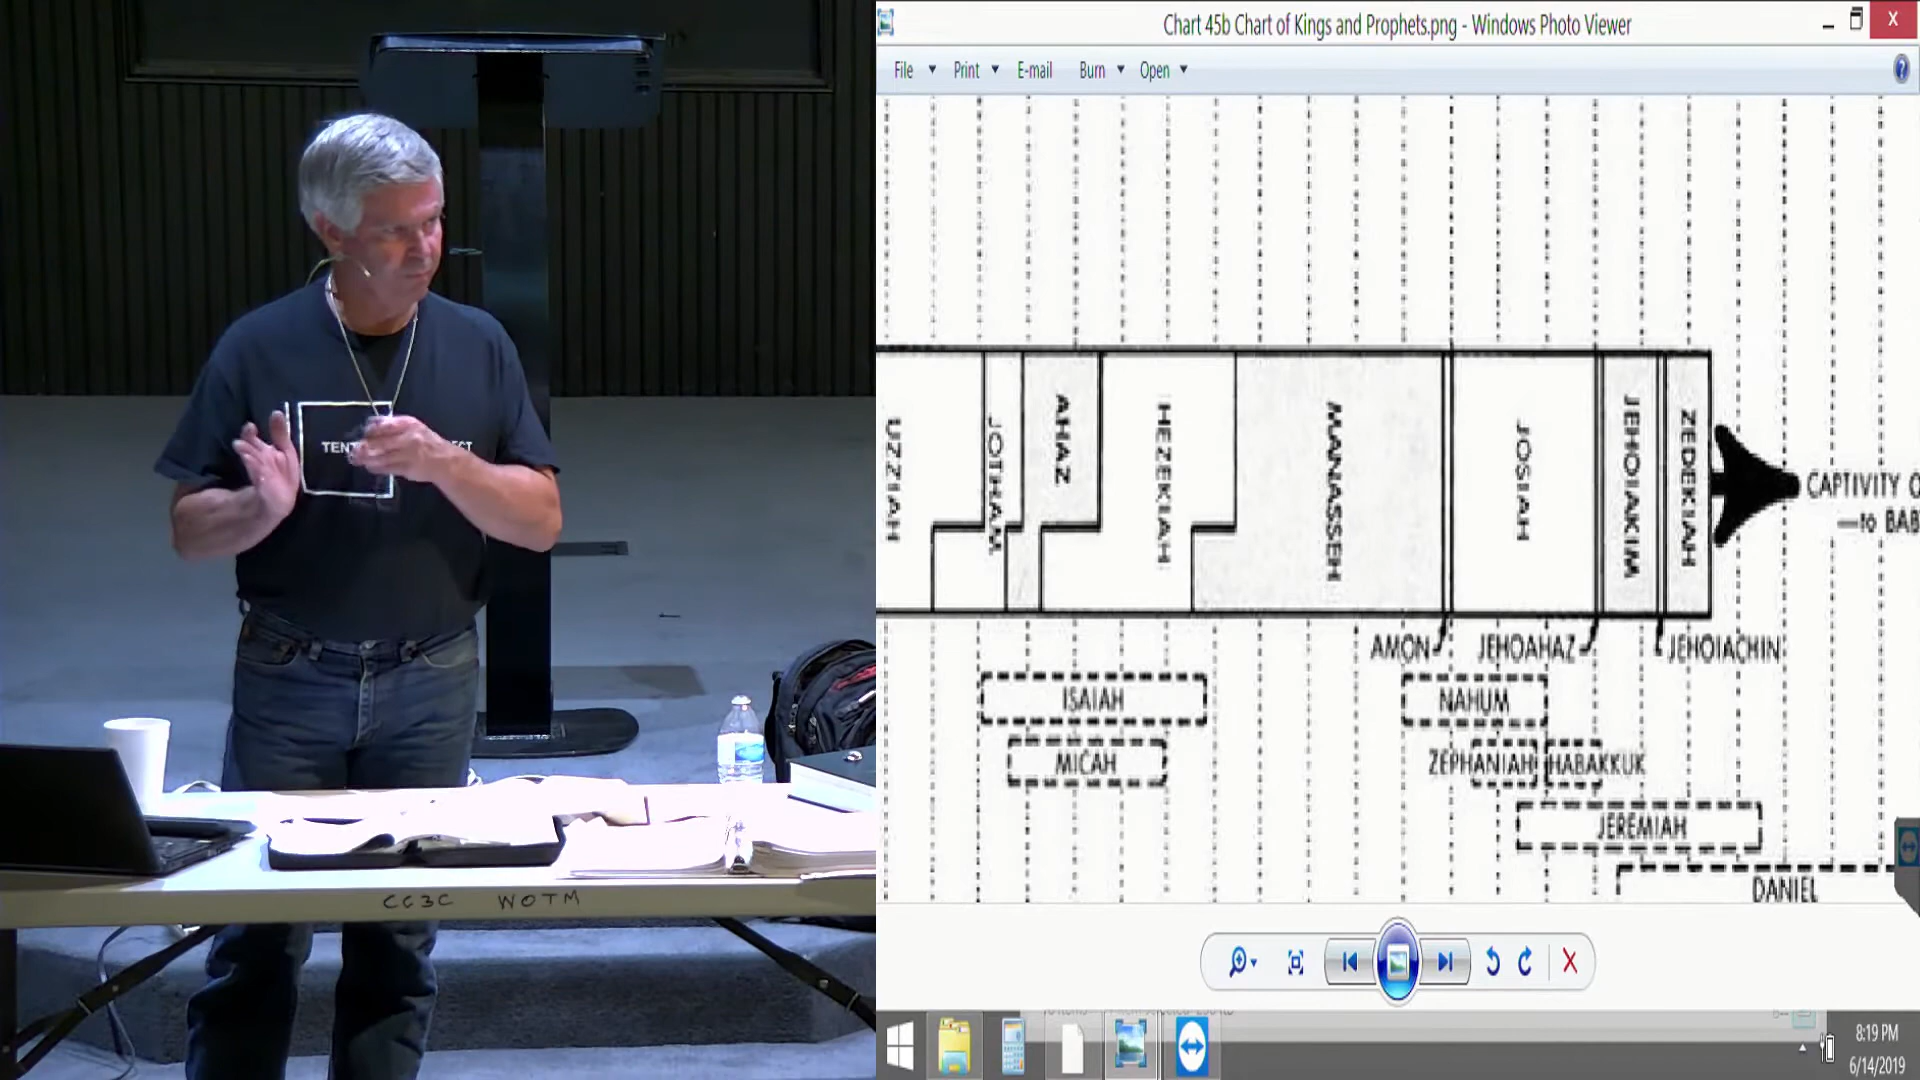 Chart 45b Chart of Kings and Prophets.png - Windows Photo Viewer
File Print E-mail Burn Open
UZZIAH
JOTHAM
AHAZ
HEZEKIAH
MANASSEH
JOSIAH
JEHOIAKIM
ZEDEKIAH
CAPTIVITY O
—to BAB
AMON JEHOAHAZ JEHOIACHIN
ISAIAH NAHUM
MICAH ZEPHANIAH HABAKKUK
JEREMIAH
DANIEL
8:19 PM
6/14/2019
CC3C WOTM